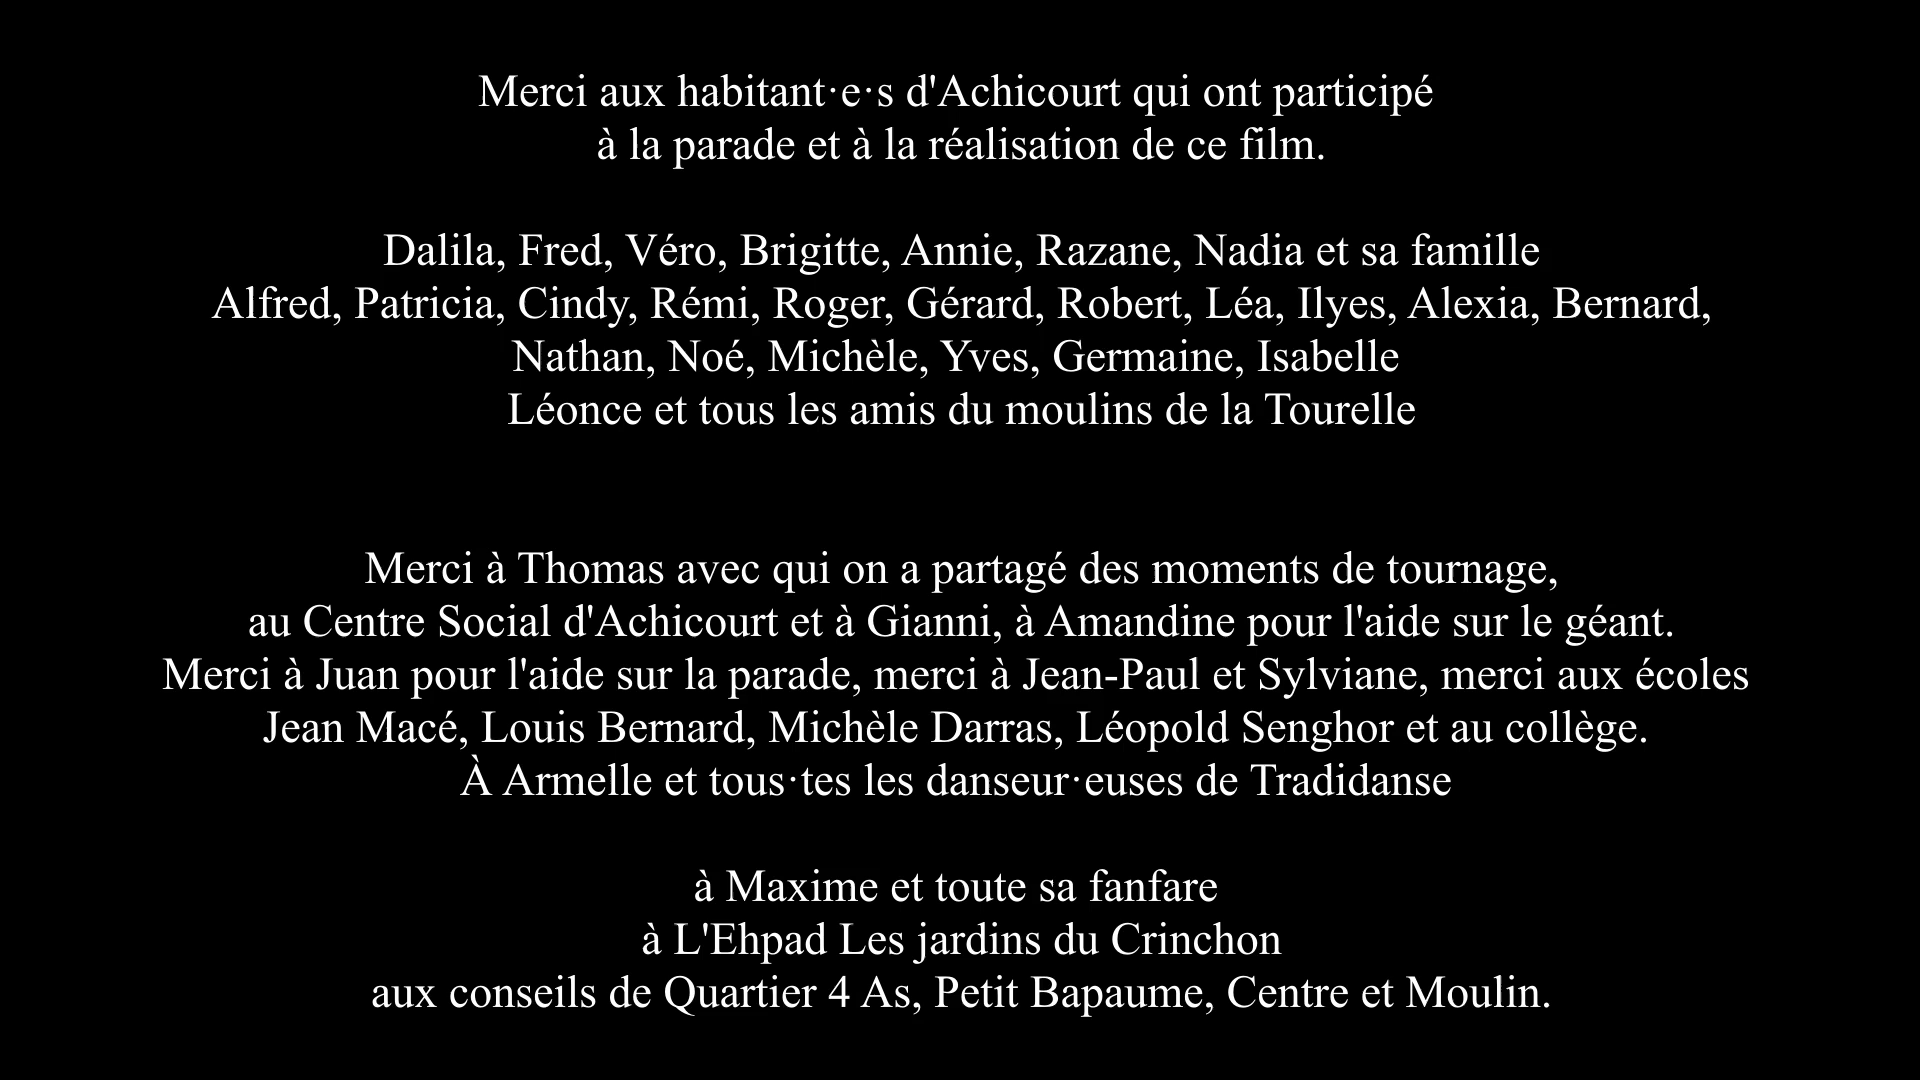 Merci aux habitant·e·s d'Achicourt qui ont participé
à la parade et à la réalisation de ce film.
Dalila, Fred, Véro, Brigitte, Annie, Razane, Nadia et sa famille
Alfred, Patricia, Cindy, Rémi, Roger, Gérard, Robert, Léa, Ilyes, Alexia, Bernard,
Nathan, Noé, Michèle, Yves, Germaine, Isabelle
Léonce et tous les amis du moulins de la Tourelle
Merci à Thomas avec qui on a partagé des moments de tournage,
au Centre Social d'Achicourt et à Gianni, à Amandine pour l'aide sur le géant.
Merci à Juan pour l'aide sur la parade, merci à Jean-Paul et Sylviane, merci aux écoles
Jean Macé, Louis Bernard, Michèle Darras, Léopold Senghor et au collège.
À Armelle et tous·tes les danseur·euses de Tradidanse
à Maxime et toute sa fanfare
à L'Ehpad Les jardins du Crinchon
aux conseils de Quartier 4 As, Petit Bapaume, Centre et Moulin.